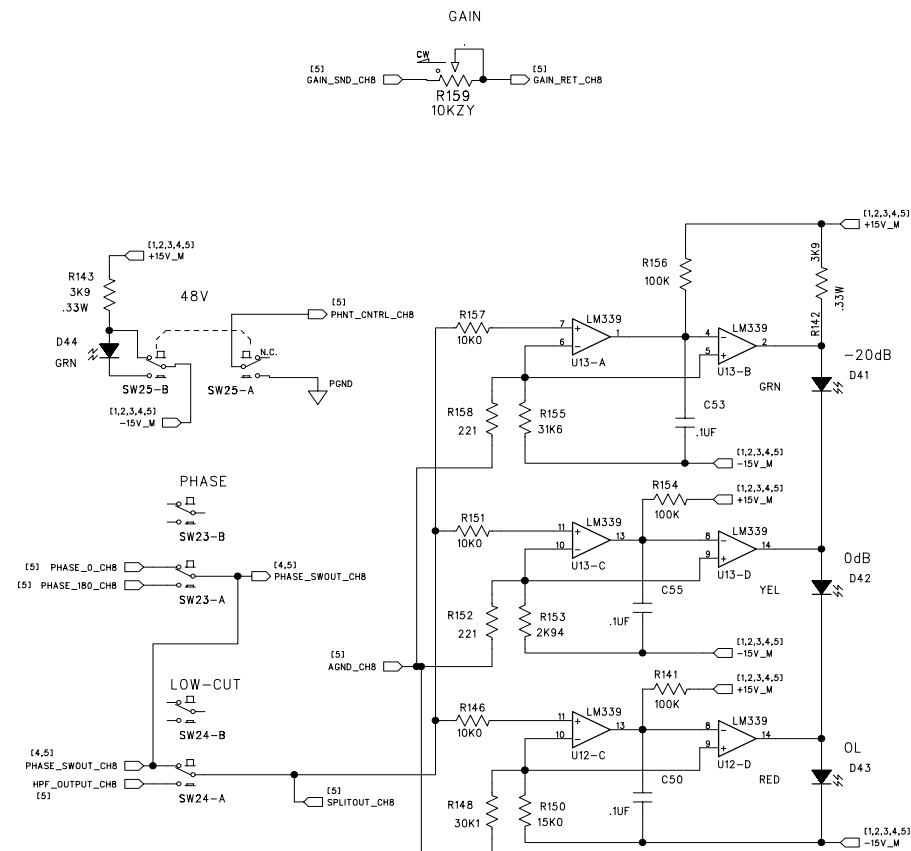 GAIN
[5]
GAIN_SND_CH8
CW
[5]
GAIN_RET_CH8
R159
10KZY
[1,2,3,4,5]
+15V_M
R143
3K9
.33W
48V
D44
GRN
SW25-B
[1,2,3,4,5]
-15V_M
[5]
PHNT_CNTRL_CH8
N.C.
SW25-A
PGND
PHASE
SW23-B
[5] PHASE_0_CH8
[5] PHASE_180_CH8
SW23-A
[4,5]
PHASE_SWOUT_CH8
LOW-CUT
SW24-B
[4,5]
PHASE_SWOUT_CH8
HPF_OUTPUT_CH8
[5]
SW24-A
[5]
SPLITOUT_CH8
[5]
AGND_CH8
[1,2,3,4,5]
+15V_M
R156
100K
3K9
.33W
R142
R157
10K0
7
+
6
-
LM339
1
U13-A
4
-
5
+
LM339
2
U13-B
GRN
-20dB
D41
R158
221
R155
31K6
C53
.1UF
[1,2,3,4,5]
-15V_M
R154
100K
[1,2,3,4,5]
+15V_M
R151
10K0
11
+
10
-
LM339
13
U13-C
8
-
9
+
LM339
14
U13-D
YEL
0dB
D42
R152
221
R153
2K94
C55
.1UF
[1,2,3,4,5]
-15V_M
R141
100K
[1,2,3,4,5]
+15V_M
R146
10K0
11
+
10
-
LM339
13
U12-C
8
-
9
+
LM339
14
U12-D
RED
OL
D43
R148
30K1
R150
15K0
C50
.1UF
[1,2,3,4,5]
-15V_M